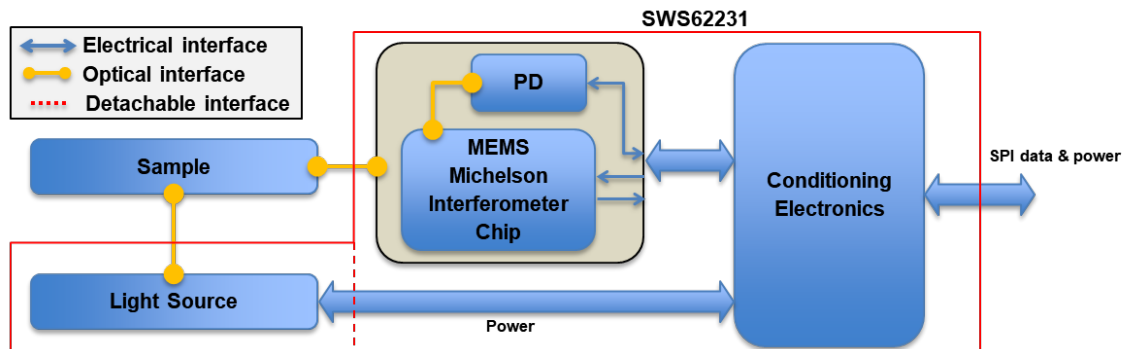 SWS62231
Electrical interface
Optical interface
Detachable interface
PD
Sample
MEMS
Michelson
Interferometer
Chip
Conditioning
Electronics
SPI data & power
Light Source
Power